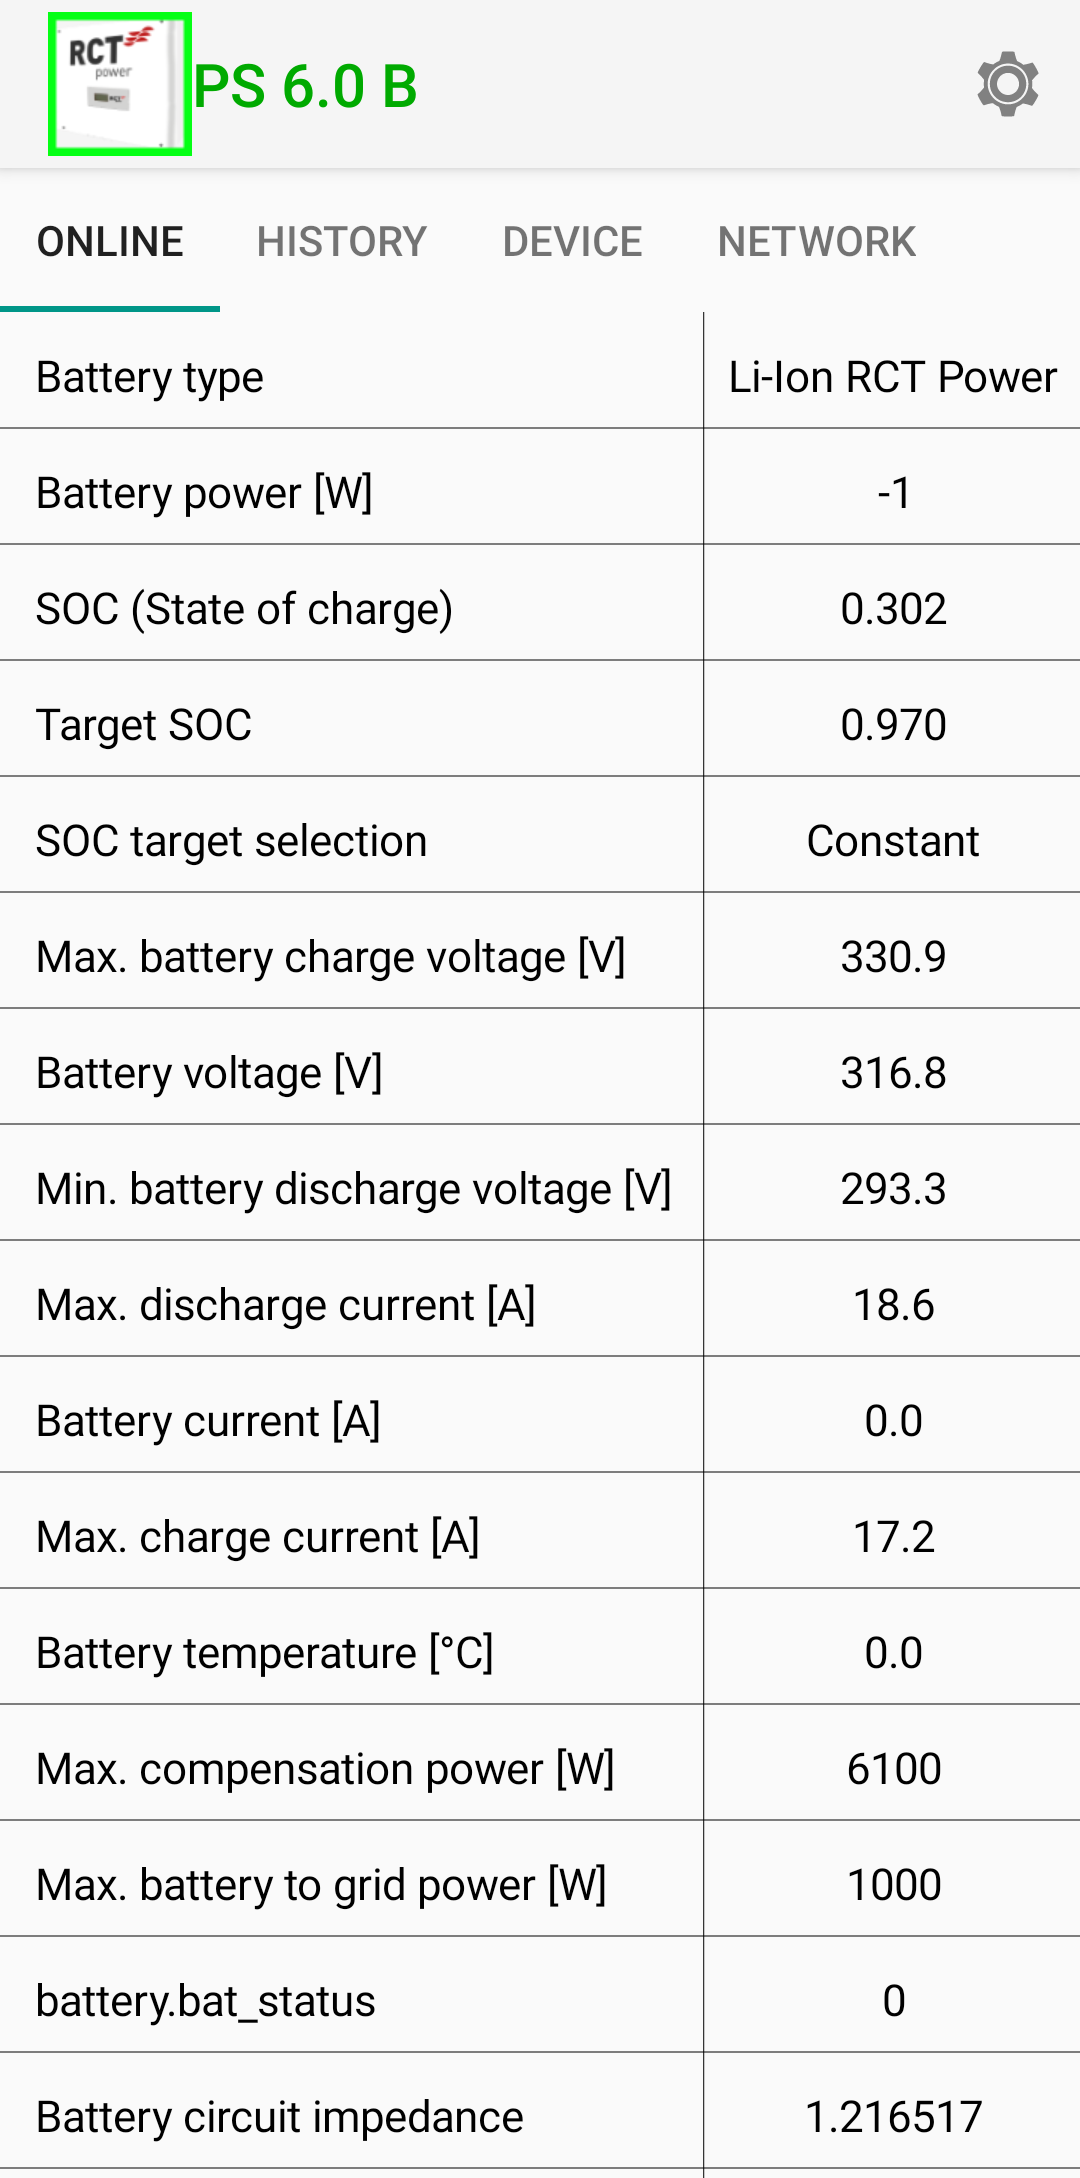 RCT
power
PS 6.0 B
ONLINE HISTORY DEVICE NETWORK
Battery type Li-Ion RCT Power
Battery power [W] -1
SOC (State of charge) 0.302
Target SOC 0.970
SOC target selection Constant
Max. battery charge voltage [V] 330.9
Battery voltage [V] 316.8
Min. battery discharge voltage [V] 293.3
Max. discharge current [A] 18.6
Battery current [A] 0.0
Max. charge current [A] 17.2
Battery temperature [°C] 0.0
Max. compensation power [W] 6100
Max. battery to grid power [W] 1000
battery.bat_status 0
Battery circuit impedance 1.216517